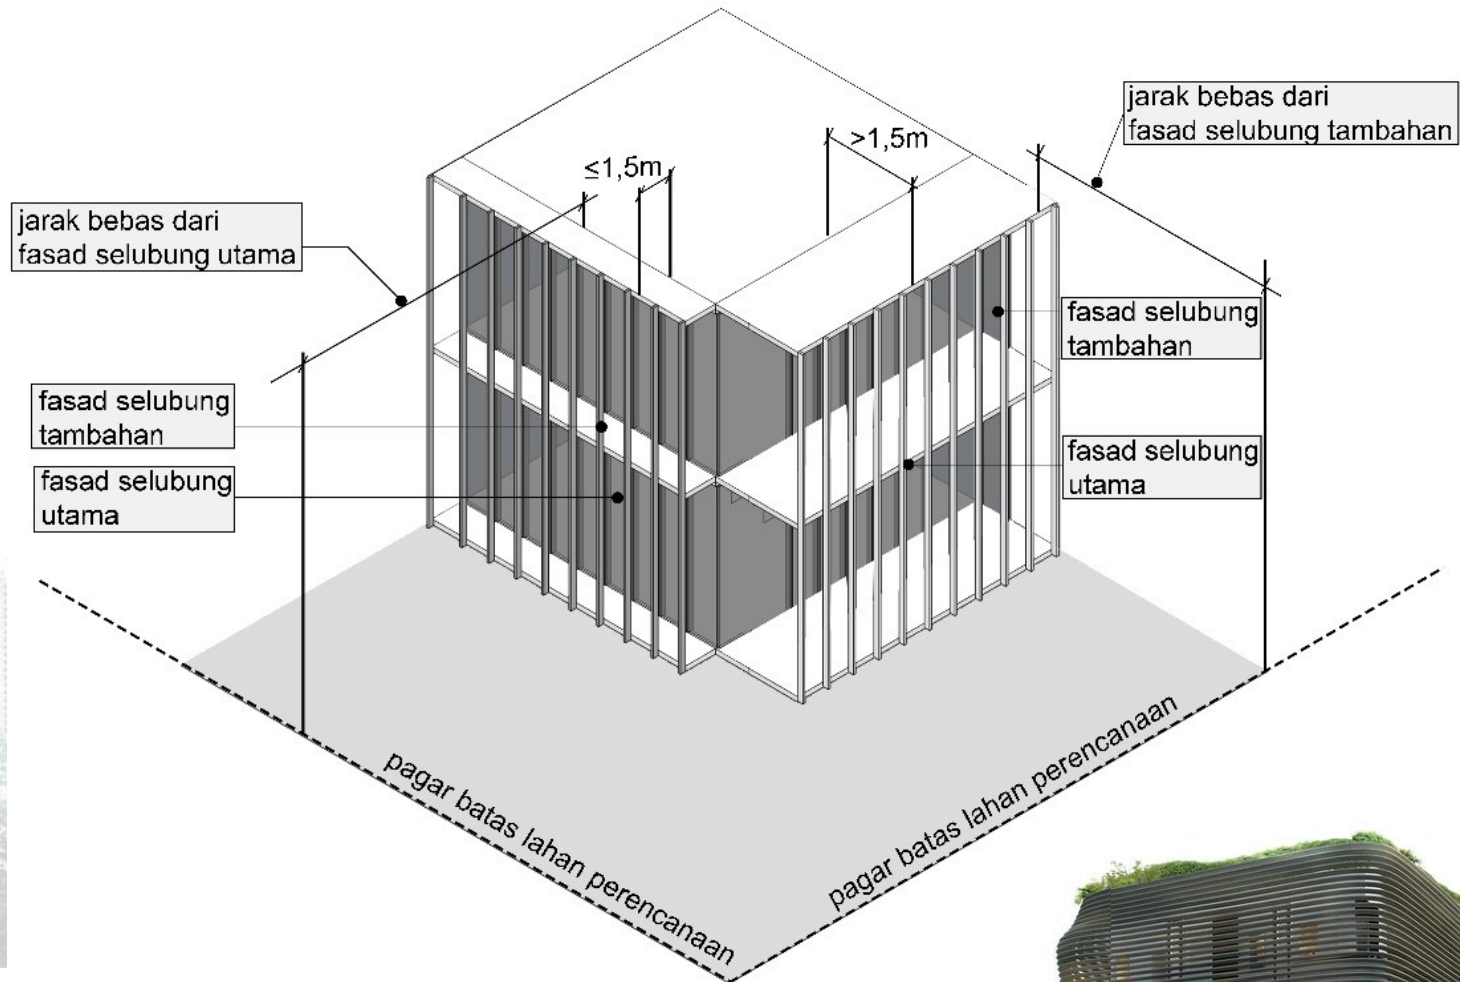 jarak bebas dari
fasad selubung tambahan
>1,5m
≤1,5m
jarak bebas dari
fasad selubung utama
fasad selubung
tambahan
fasad selubung
tambahan
fasad selubung
utama
fasad selubung
utama
pagar batas lahan perencanaan
pagar batas lahan perencanaan